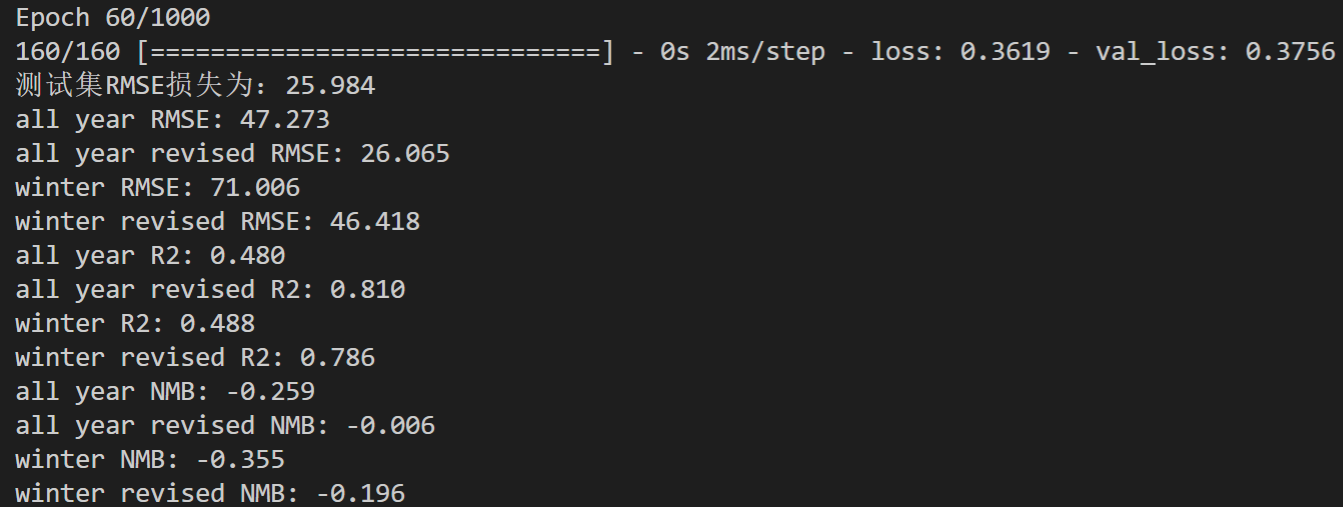 Epoch 60/1000
160/160 [==============================] - 0s 2ms/step - loss: 0.3619 - val_loss: 0.3756
测试集RMSE损失为：25.984
all year RMSE: 47.273
all year revised RMSE: 26.065
winter RMSE: 71.006
winter revised RMSE: 46.418
all year R2: 0.480
all year revised R2: 0.810
winter R2: 0.488
winter revised R2: 0.786
all year NMB: -0.259
all year revised NMB: -0.006
winter NMB: -0.355
winter revised NMB: -0.196